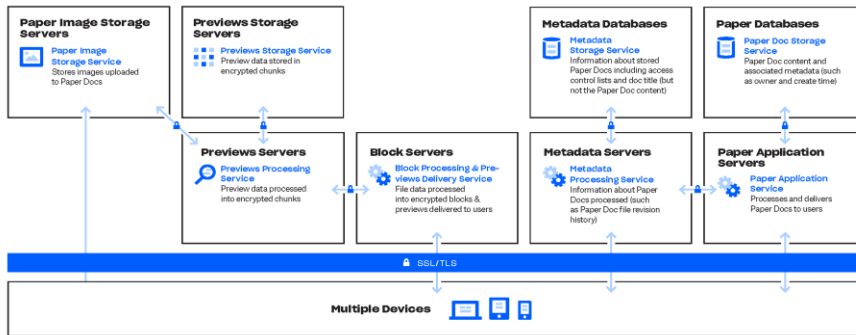 Paper Image Storage
Servers
Paper Image
Storage Service
Stores images uploaded
to Paper Docs
Previews Storage
Servers
Previews Storage Service
Preview data stored in
encrypted chunks
Metadata Databases
Metadata
Storage Service
Information about stored
Paper Docs including access
control lists and doc title (but
not the Paper Doc content)
Paper Databases
Paper Doc Storage
Service
Paper Doc content and
associated metadata (such
as owner and create time)
Previews Servers
Previews Processing
Service
Preview data processed
into encrypted chunks
Block Servers
Block Processing & Pre-
views Delivery Service
File data processed
into encrypted blocks &
previews delivered to users
Metadata Servers
Metadata
Processing Service
Information about Paper
Docs processed (such
as Paper Doc file revision
history)
Paper Application
Servers
Paper Application
Service
Processes and delivers
Paper Docs to users
SSL/TLS
Multiple Devices